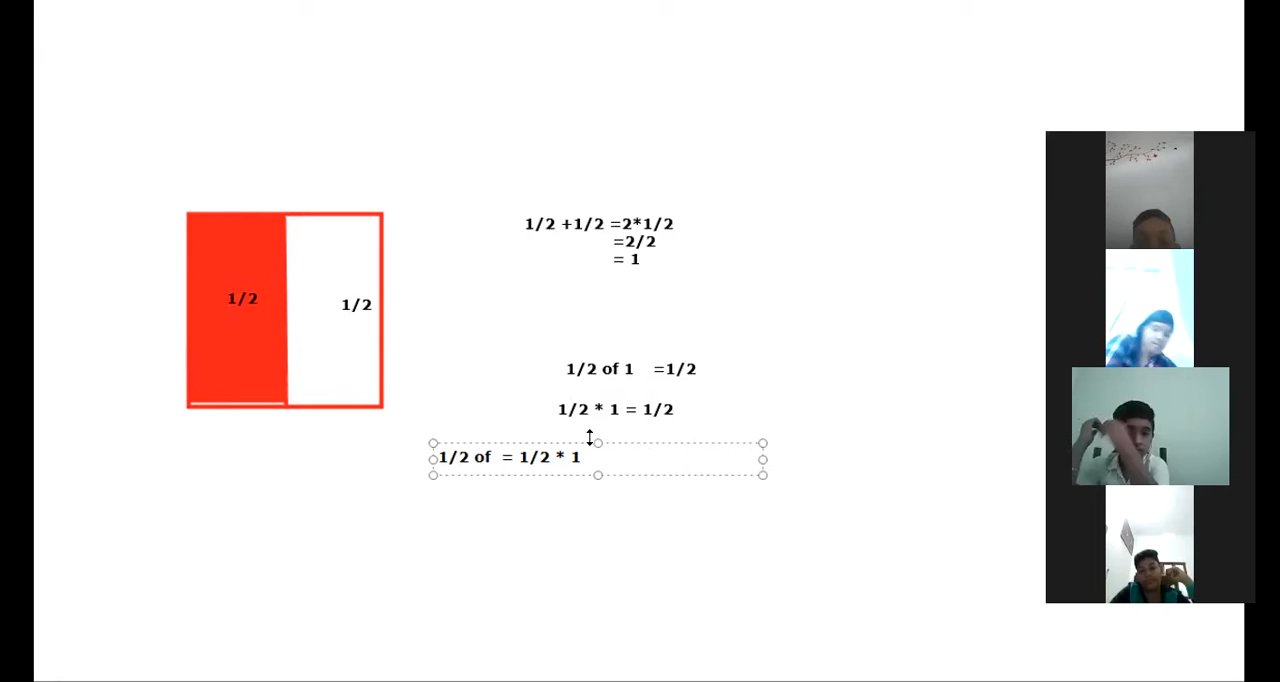 1/2
1/2
1/2 +1/2 =2*1/2
=2/2
= 1
1/2 of 1 =1/2
1/2 * 1 = 1/2
1/2 of = 1/2 * 1